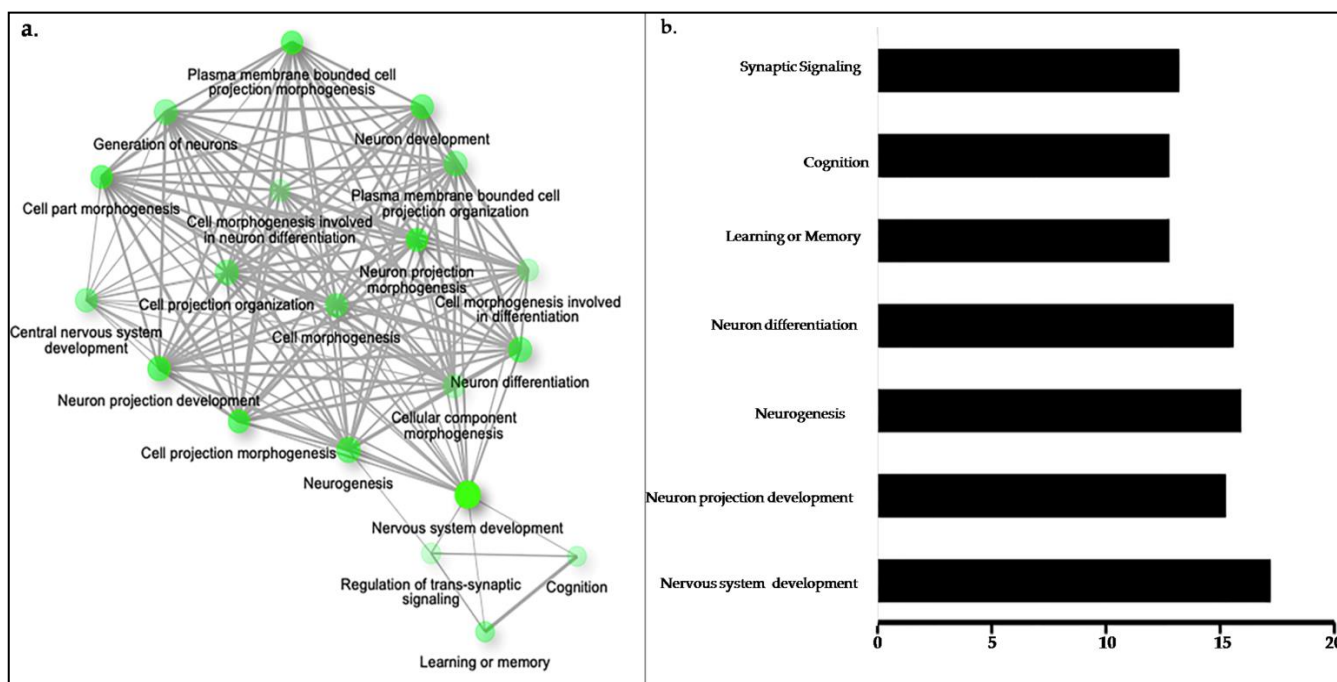 a.
Plasma membrane bounded cell
projection morphogenesis
Generation of neurons
Neuron development
Cell part morphogenesis
Plasma membrane bounded cell
projection organization
Cell morphogenesis involved
in neuron differentiation
Neuron projection
morphogenesis
Cell projection organization
Cell morphogenesis involved
in differentiation
Central nervous system
development
Cell morphogenesis
Neuron differentiation
Neuron projection development
Cellular component
morphogenesis
Cell projection morphogenesis
Neurogenesis
Nervous system development
Regulation of trans-synaptic
signaling
Cognition
Learning or memory
b.
Synaptic Signaling
Cognition
Learning or Memory
Neuron differentiation
Neurogenesis
Neuron projection development
Nervous system development
0 5 10 15 20